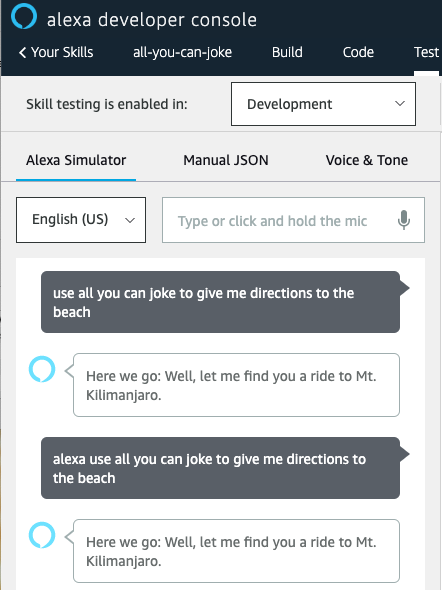 alexa developer console
Your Skills all-you-can-joke Build Code Test
Skill testing is enabled in: Development
Alexa Simulator Manual JSON Voice & Tone
English (US) Type or click and hold the mic
use all you can joke to give me directions to the
beach
Here we go: Well, let me find you a ride to Mt.
Kilimanjaro.
alexa use all you can joke to give me directions to
the beach
Here we go: Well, let me find you a ride to Mt.
Kilimanjaro.